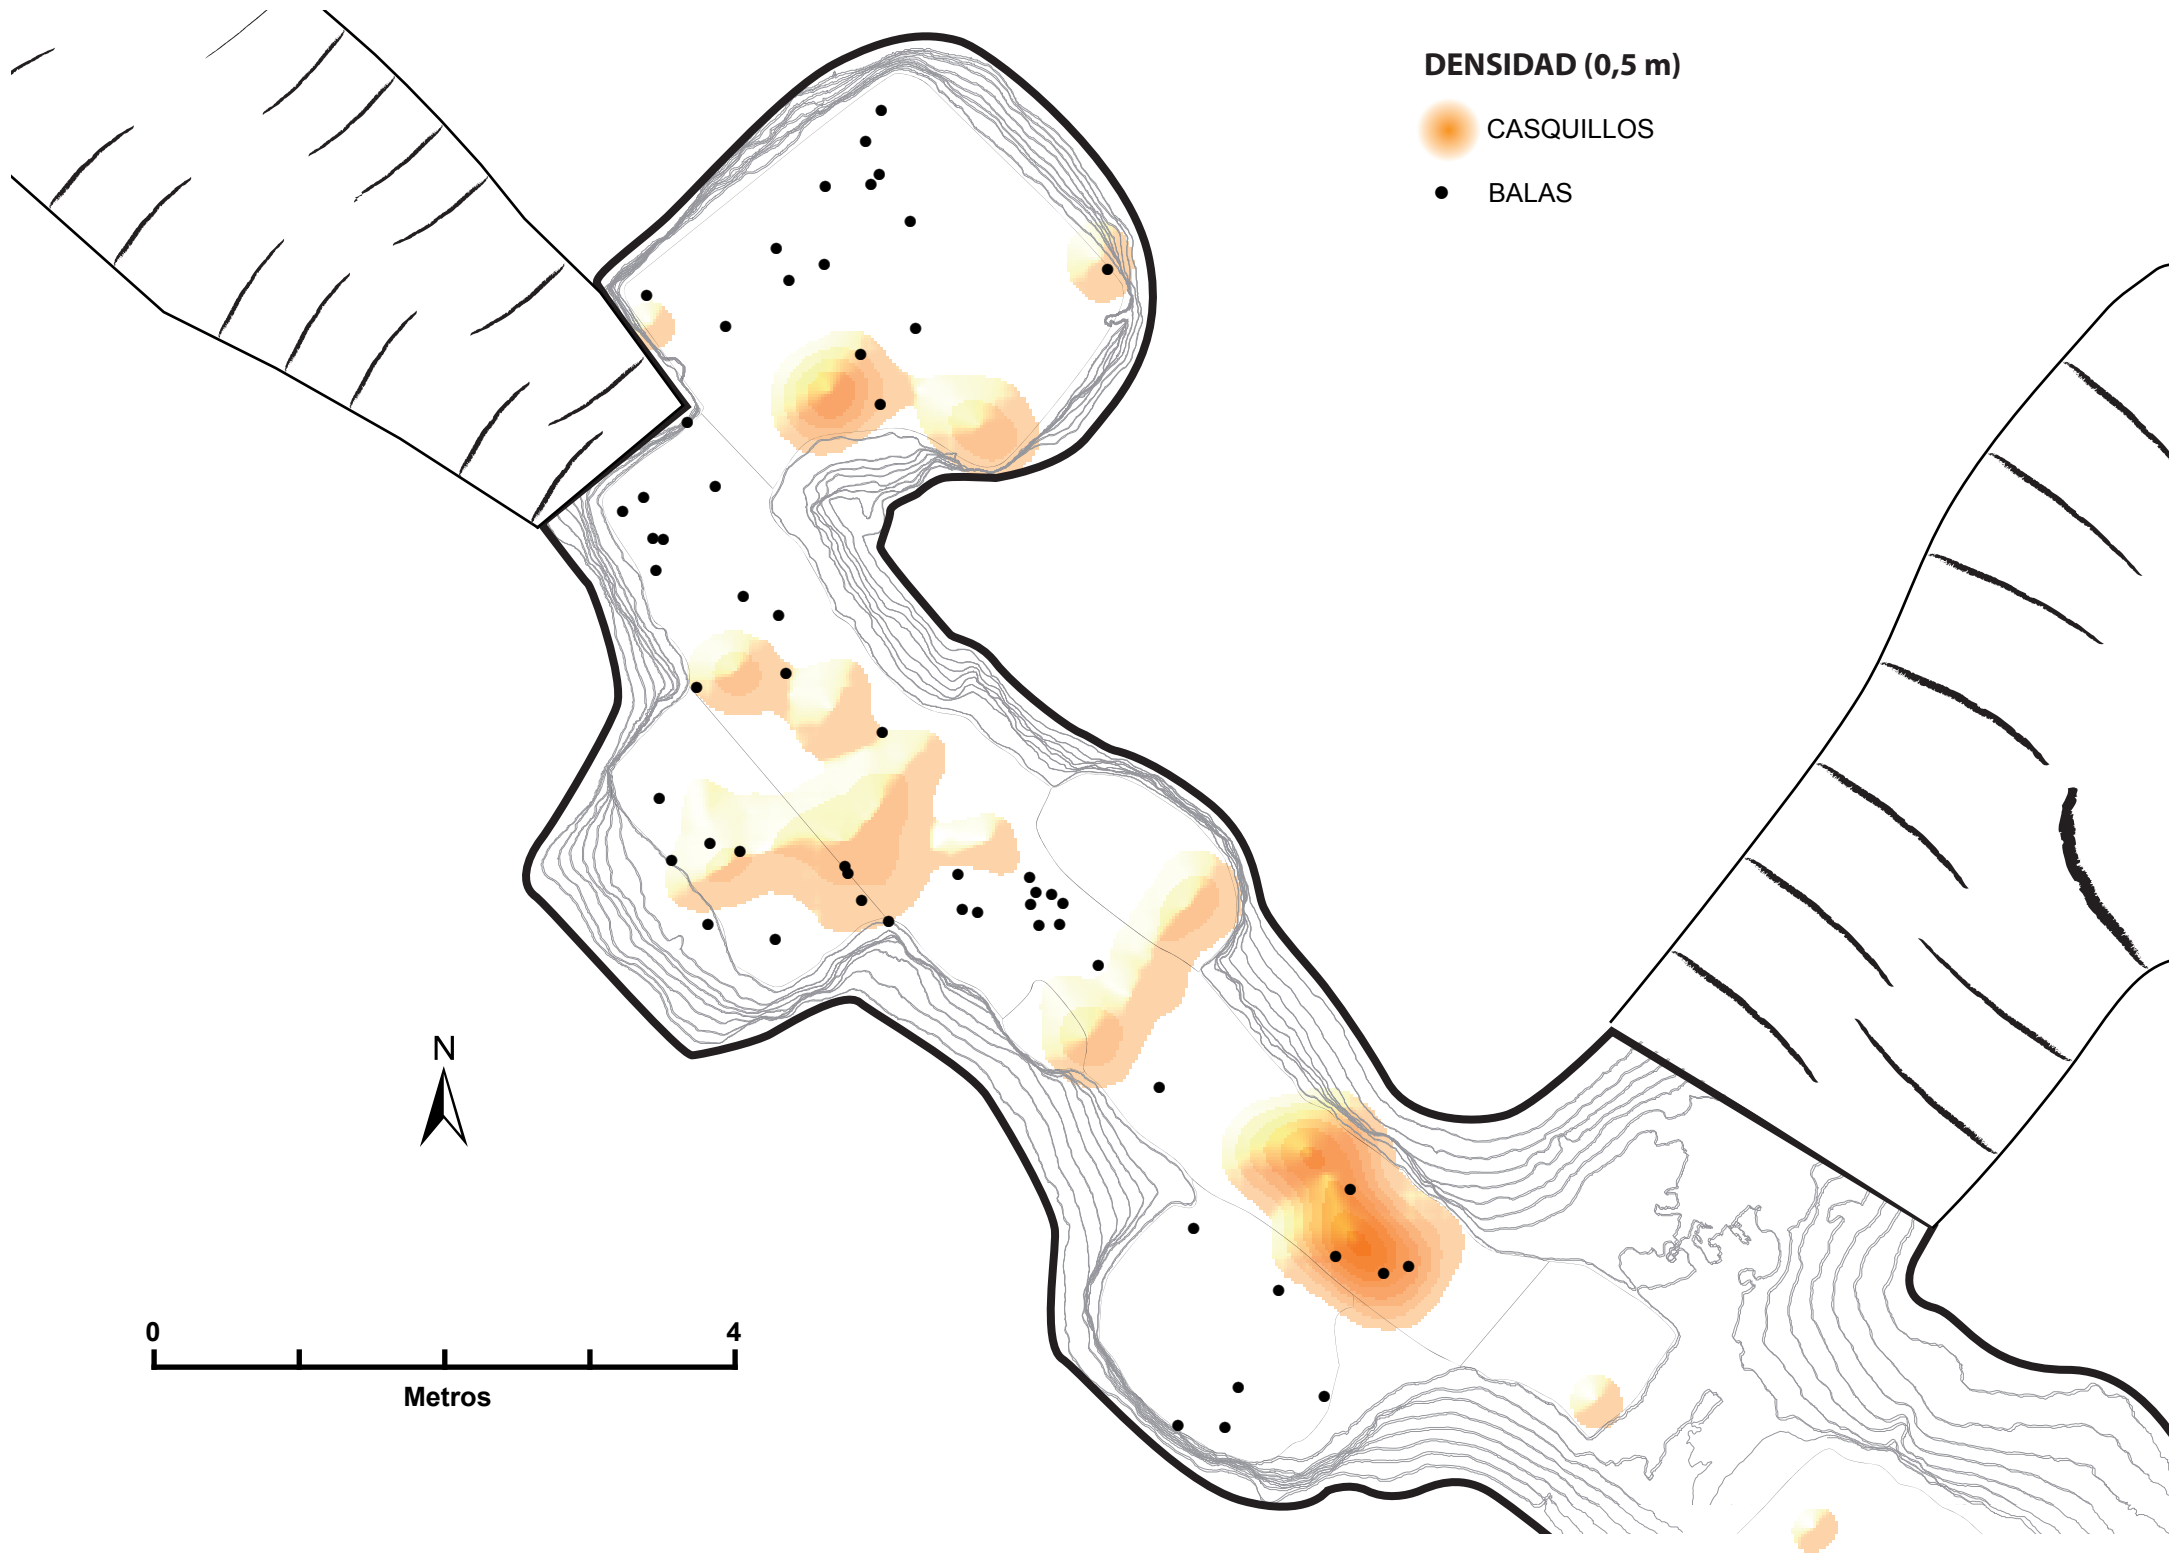 DENSIDAD (0,5 m)
CASQUILLOS
BALAS
N
0 4
Metros